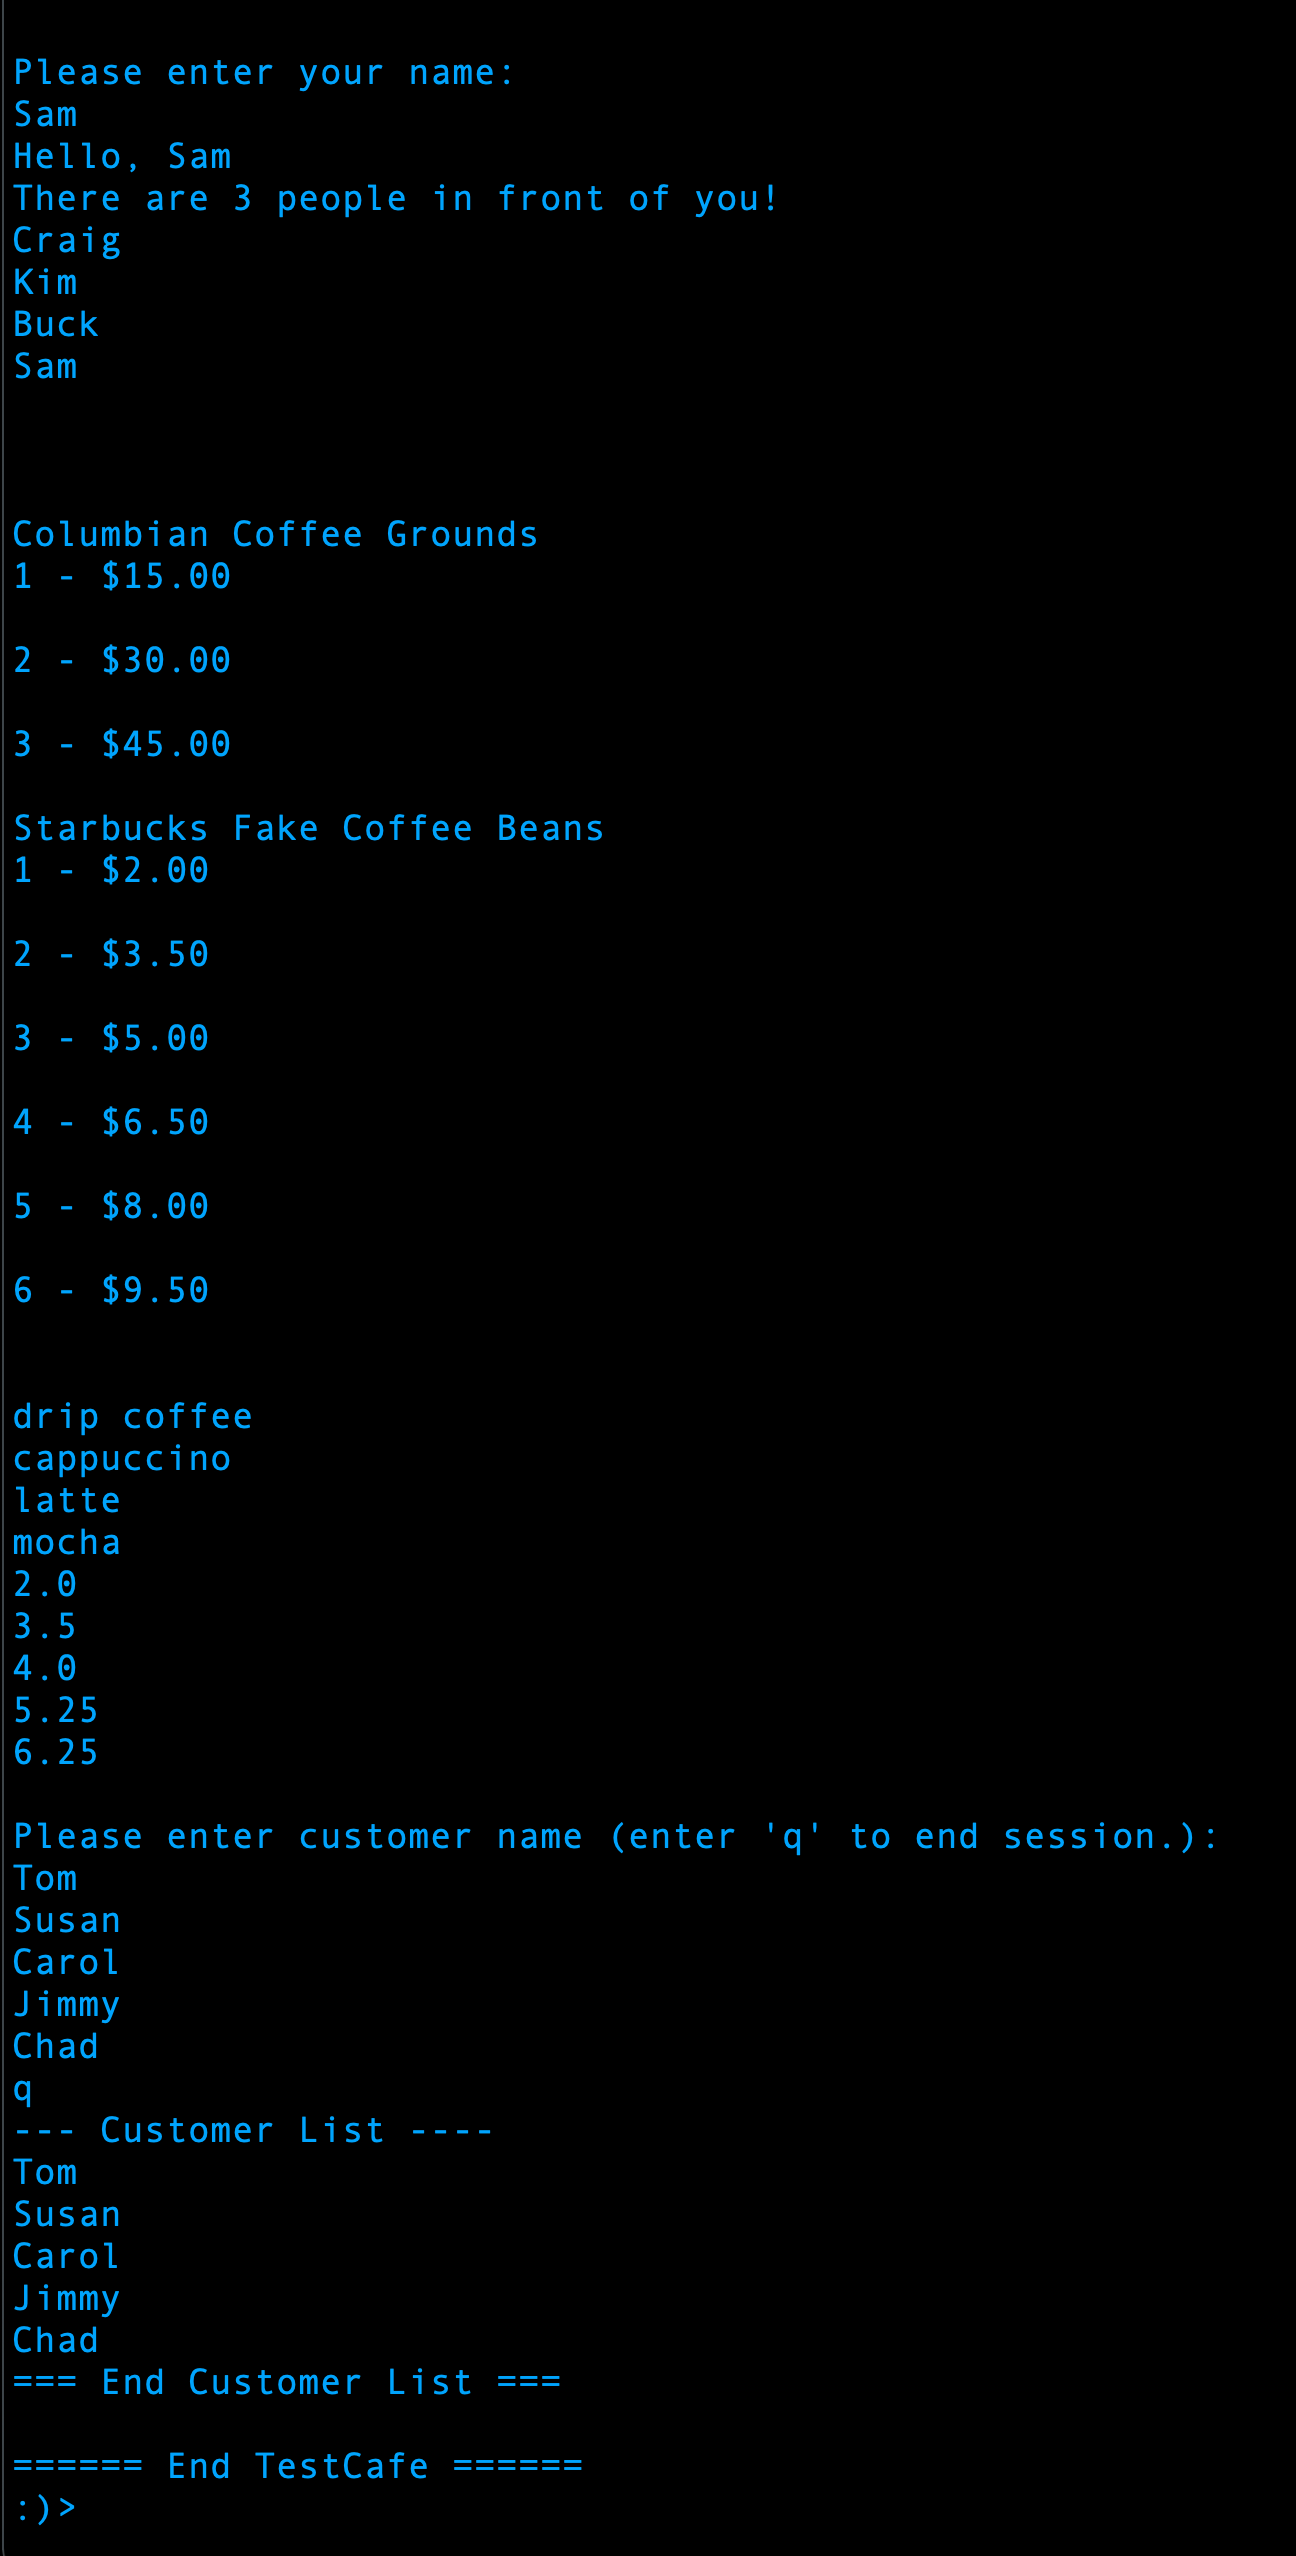 Please enter your name:
Sam
Hello, Sam
There are 3 people in front of you!
Craig
Kim
Buck
Sam
Columbian Coffee Grounds
1 - $15.00
2 - $30.00
3 - $45.00
Starbucks Fake Coffee Beans
1 - $2.00
2 - $3.50
3 - $5.00
4 - $6.50
5 - $8.00
6 - $9.50
drip coffee
cappuccino
latte
mocha
2.0
3.5
4.0
5.25
6.25
Please enter customer name (enter 'q' to end session.):
Tom
Susan
Carol
Jimmy
Chad
q
--- Customer List ----
Tom
Susan
Carol
Jimmy
Chad
=== End Customer List ===
====== End TestCafe ======
:)>